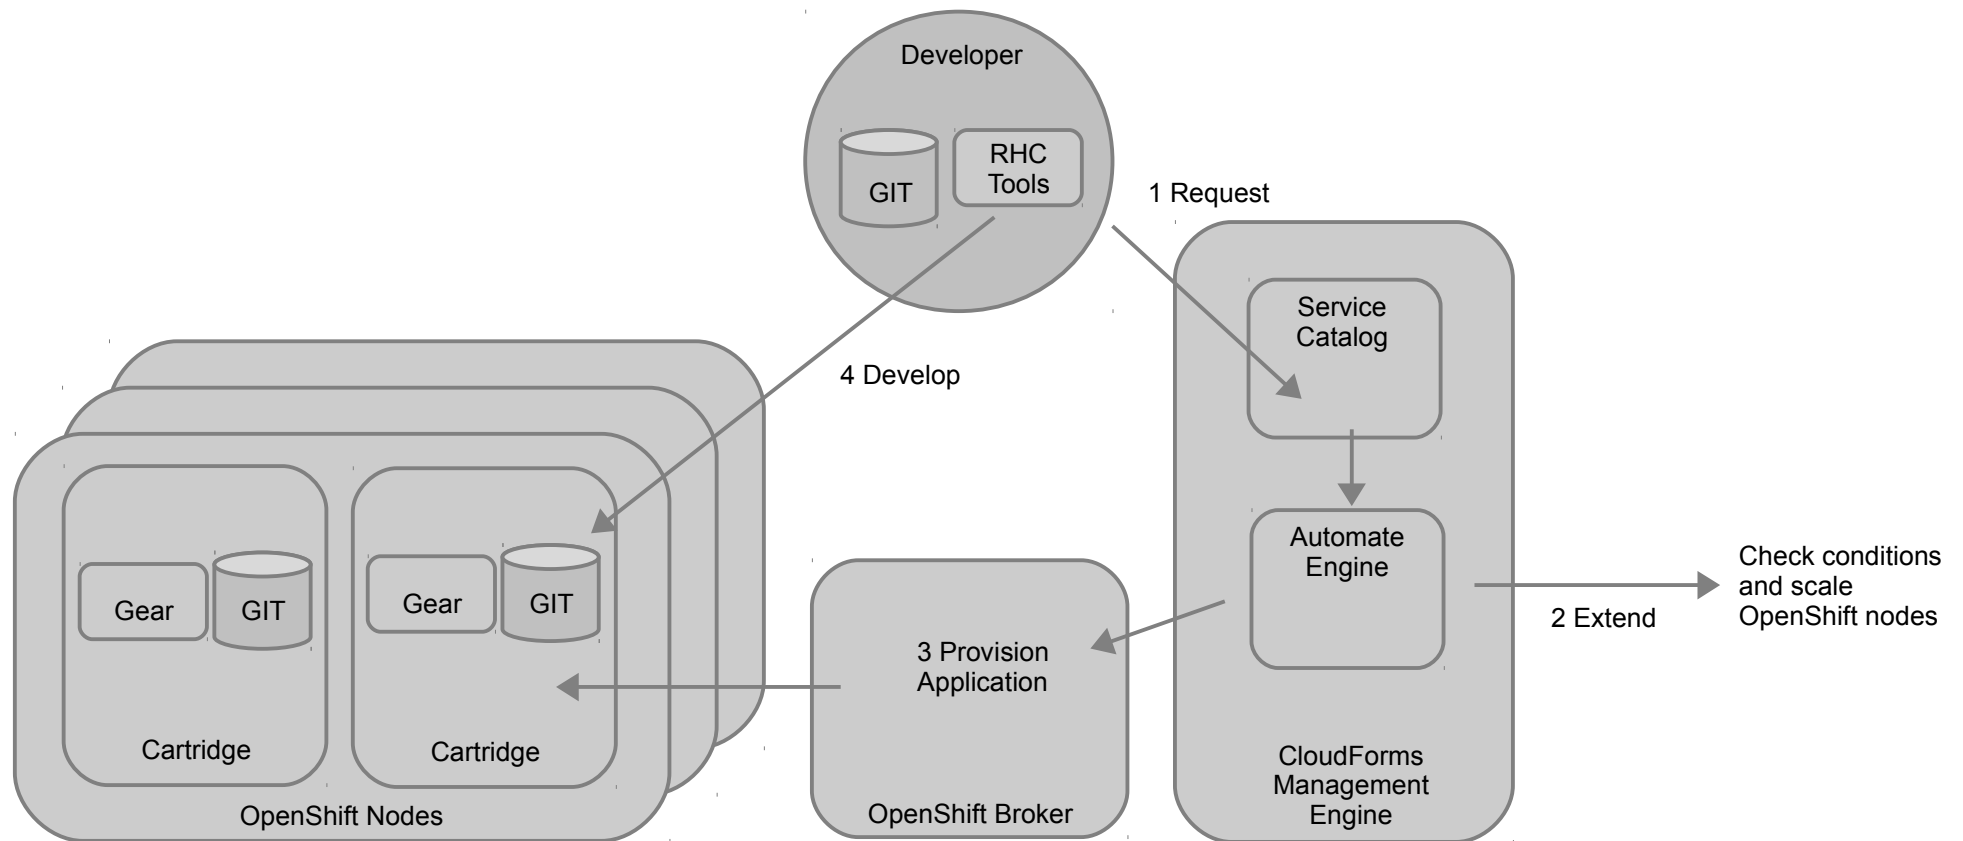 Developer
GIT
RHC
Tools
1 Request
Service
Catalog
4 Develop
Automate
Engine
Check conditions
and scale
OpenShift nodes
2 Extend
Gear
GIT
Gear
GIT
3 Provision
Application
Cartridge
Cartridge
CloudForms
Management
Engine
OpenShift Nodes
OpenShift Broker